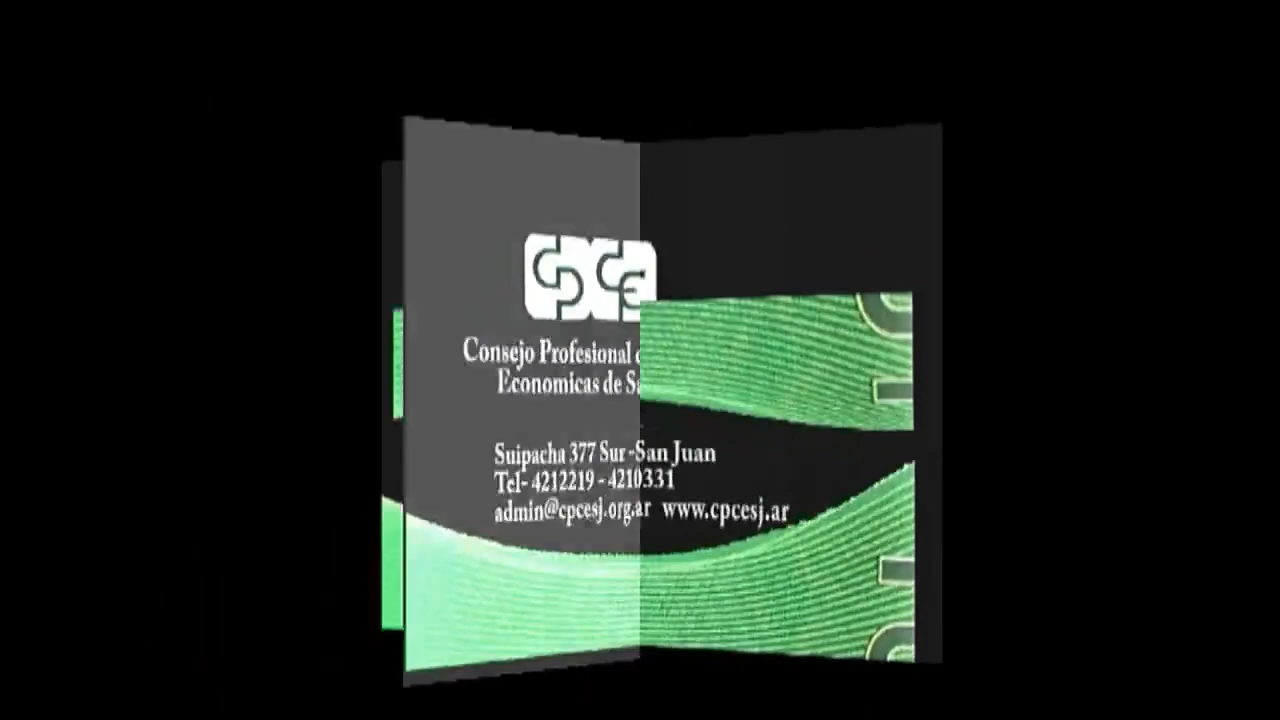 CPCE
Consejo Profesional
Economicas de
Suipacha 377 Sur-San Juan
Tel- 4212219 - 4210331
admin@cpcesj.org.ar www.cpcesj.ar